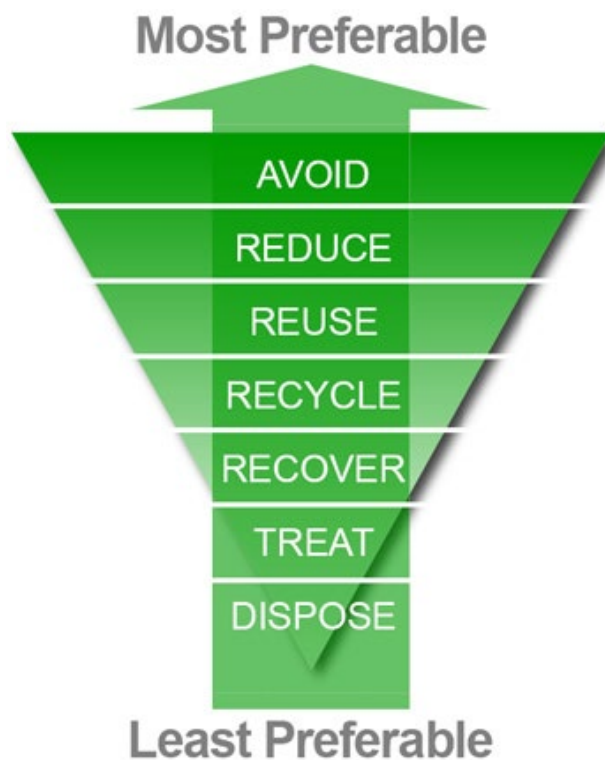 Most Preferable
AVOID
REDUCE
REUSE
RECYCLE
RECOVER
TREAT
DISPOSE
Least Preferable